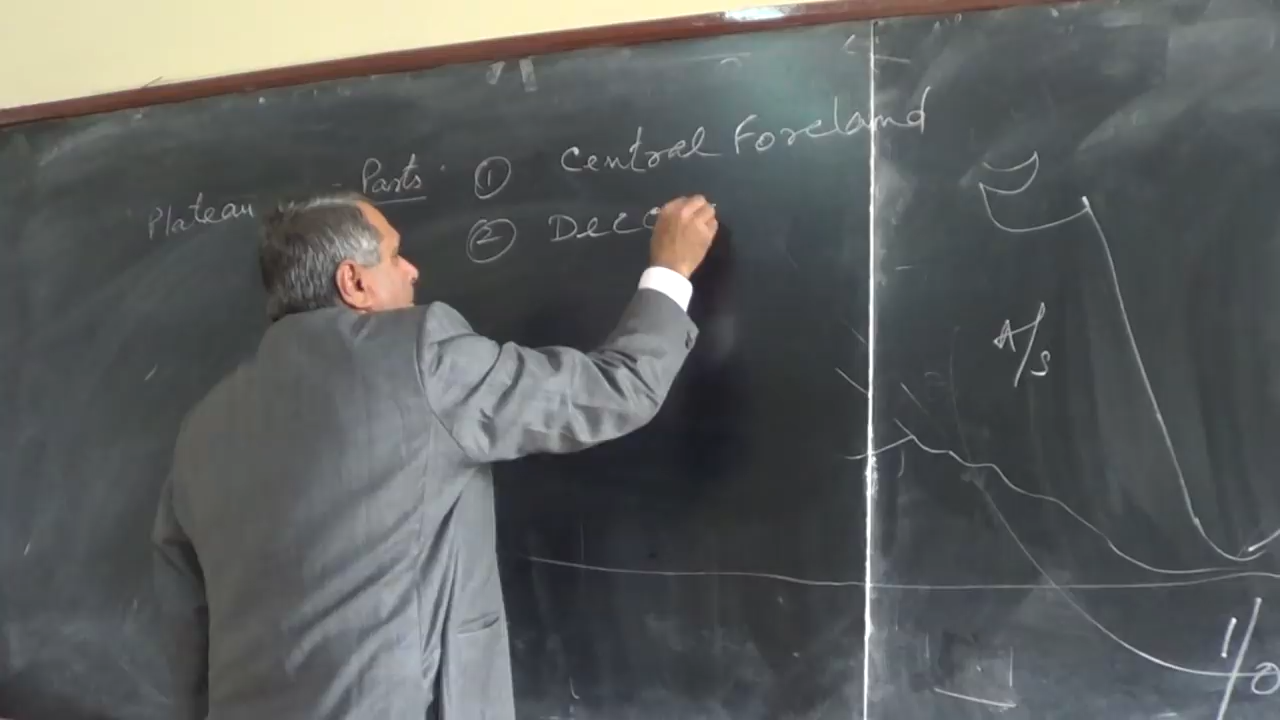 Plateau Parts ① Central Foreland
② Decc
A/S